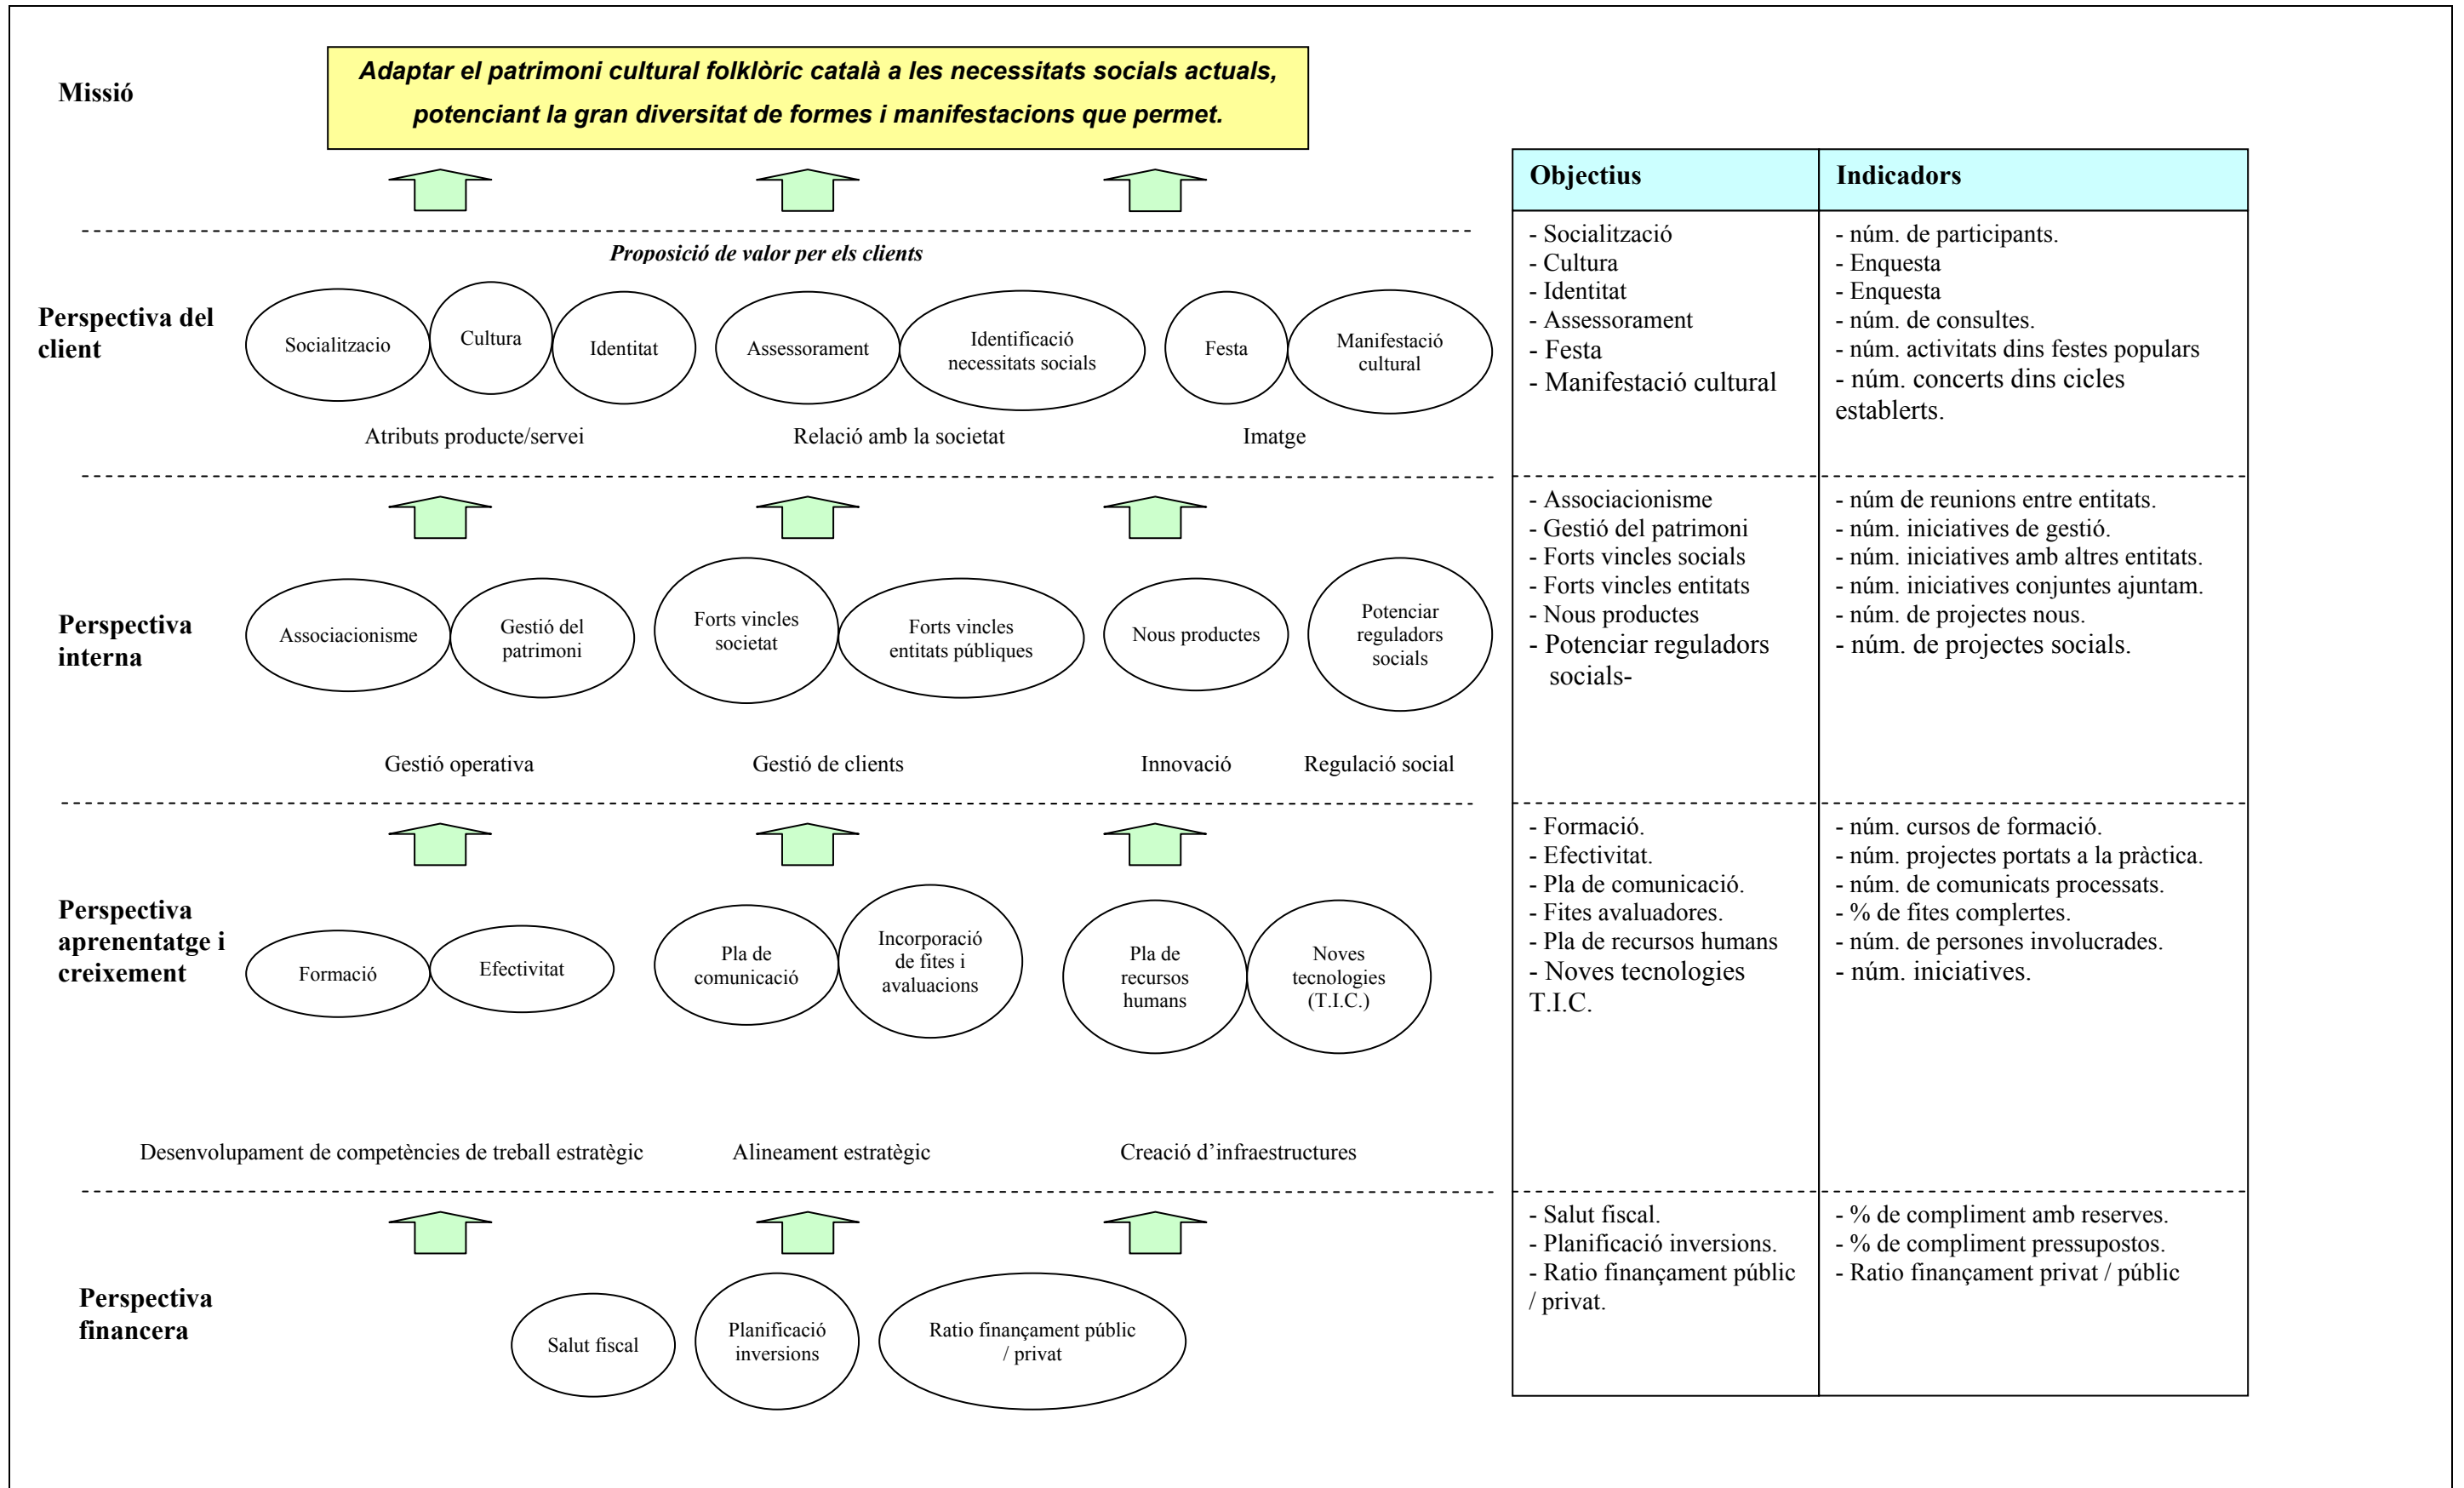 Missió
Adaptar el patrimoni cultural folklòric català a les necessitats socials actuals,
potenciant la gran diversitat de formes i manifestacions que permet.
Proposició de valor per els clients
Perspectiva del
client
Socialitzacio
Cultura
Identitat
Assessorament
Identificació
necessitats socials
Festa
Manifestació
cultural
Atributs producte/servei
Relació amb la societat
Imatge
Perspectiva
interna
Associacionisme
Gestió del
patrimoni
Forts vincles
societat
Forts vincles
entitats públiques
Nous productes
Potenciar
reguladors
socials
Gestió operativa
Gestió de clients
Innovació
Regulació social
Perspectiva
aprenentatge i
creixement
Formació
Efectivitat
Pla de
comunicació
Incorporació
de fites i
avaluacions
Pla de
recursos
humans
Noves
tecnologies
(T.I.C.)
Desenvolupament de competències de treball estratègic
Alineament estratègic
Creació d’infraestructures
Perspectiva
financera
Salut fiscal
Planificació
inversions
Ratio finançament públic
/ privat
Objectius
Indicadors
- Socialització
- Cultura
- Identitat
- Assessorament
- Festa
- Manifestació cultural
- núm. de participants.
- Enquesta
- Enquesta
- núm. de consultes.
- núm. activitats dins festes populars
- núm. concerts dins cicles
establerts.
- Associacionisme
- Gestió del patrimoni
- Forts vincles socials
- Forts vincles entitats
- Nous productes
- Potenciar reguladors
socials-
- núm de reunions entre entitats.
- núm. iniciatives de gestió.
- núm. iniciatives amb altres entitats.
- núm. iniciatives conjuntes ajuntam.
- núm. de projectes nous.
- núm. de projectes socials.
- Formació.
- Efectivitat.
- Pla de comunicació.
- Fites avaluadores.
- Pla de recursos humans
- Noves tecnologies
T.I.C.
- núm. cursos de formació.
- núm. projectes portats a la pràctica.
- núm. de comunicats processats.
- % de fites complertes.
- núm. de persones involucrades.
- núm. iniciatives.
- Salut fiscal.
- Planificació inversions.
- Ratio finançament públic
/ privat.
- % de compliment amb reserves.
- % de compliment pressupostos.
- Ratio finançament privat / públic